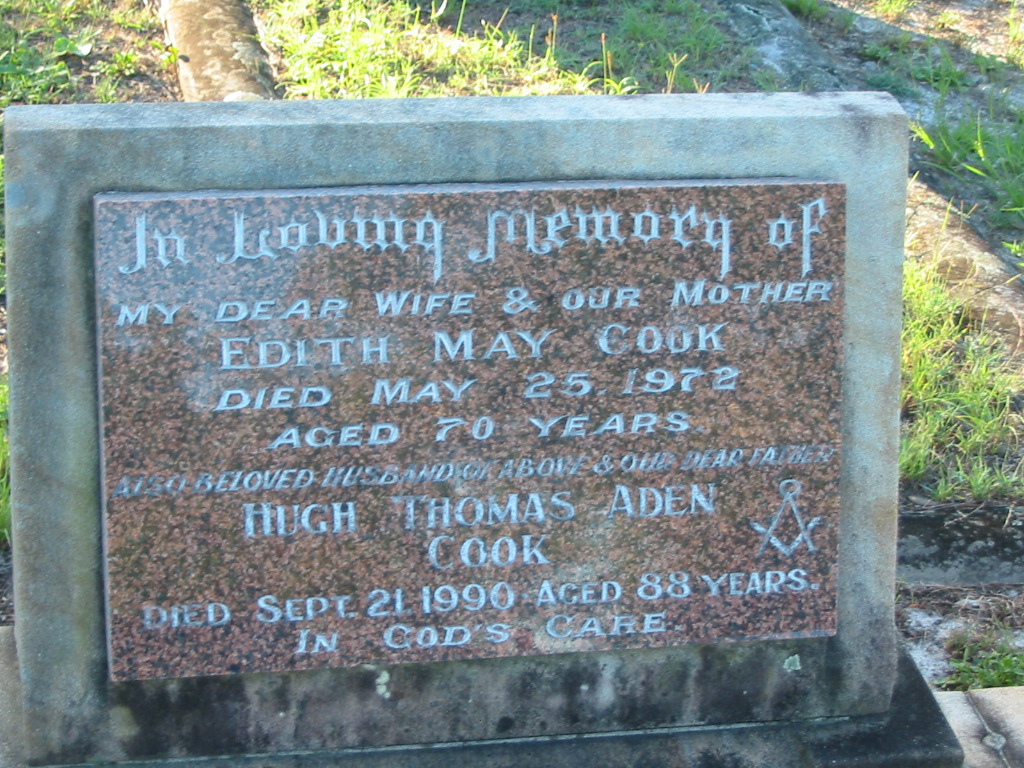 In Loving Memory of
MY DEAR WIFE & OUR MOTHER
EDITH MAY COOK
DIED MAY 25. 1972
AGED 70 YEARS
ALSO BELOVED HUSBAND OF ABOVE & OUR DEAR FATHER
HUGH THOMAS ADEN
COOK
DIED SEPT. 21. 1990 AGED 88 YEARS.
IN GOD'S CARE.